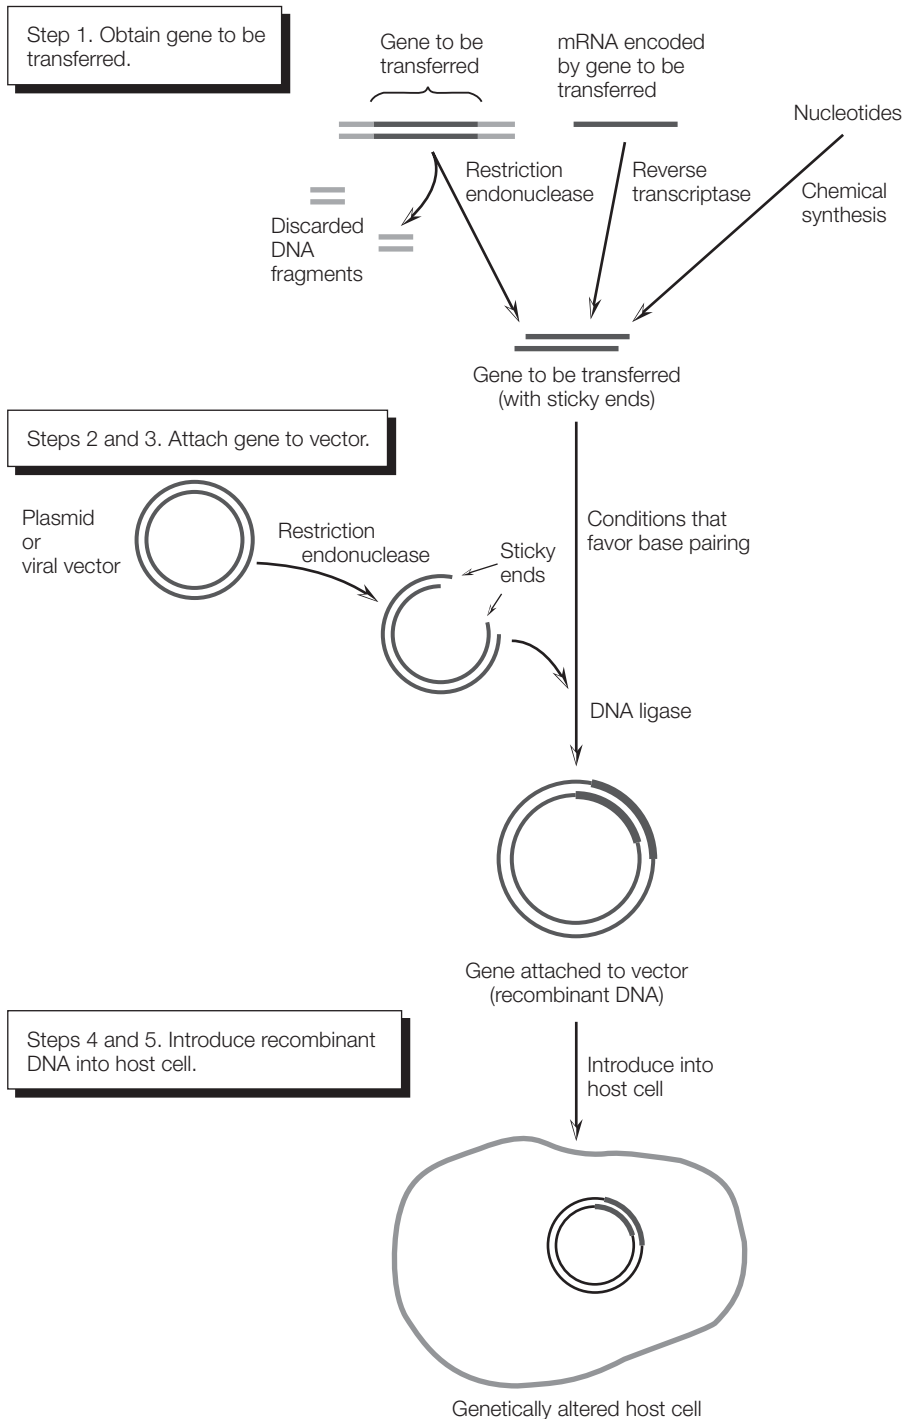 Step 1. Obtain gene to be
transferred.
Gene to be
transferred
mRNA encoded
by gene to be
transferred
Nucleotides
Restriction
endonuclease
Reverse
transcriptase
Chemical
synthesis
Discarded
DNA
fragments
Gene to be transferred
(with sticky ends)
Steps 2 and 3. Attach gene to vector.
Plasmid
or
viral vector
Restriction
endonuclease
Sticky
ends
Conditions that
favor base pairing
DNA ligase
Gene attached to vector
(recombinant DNA)
Steps 4 and 5. Introduce recombinant
DNA into host cell.
Introduce into
host cell
Genetically altered host cell